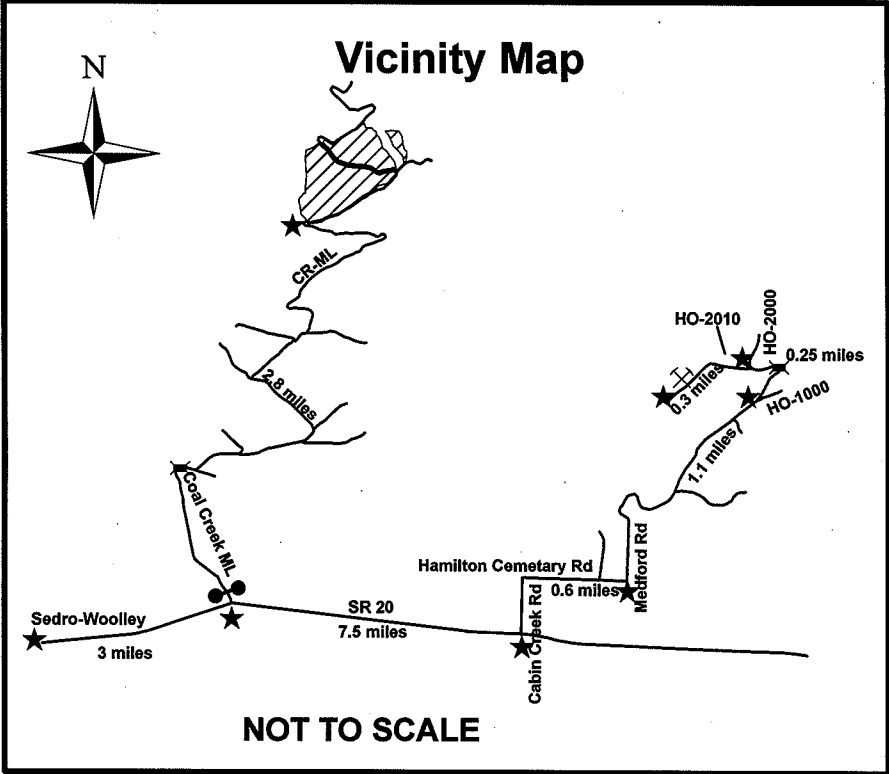 Vicinity Map
N
CR-ML
HO-2010
HO-2000
0.25 miles
0.3 miles
HO-1000
2.8 miles
1.1 miles
Coal Creek ML
Hamilton Cemetary Rd
Medford Rd
0.6 miles
Cabin Creek Rd
Sedro-Woolley
SR 20
7.5 miles
3 miles
NOT TO SCALE